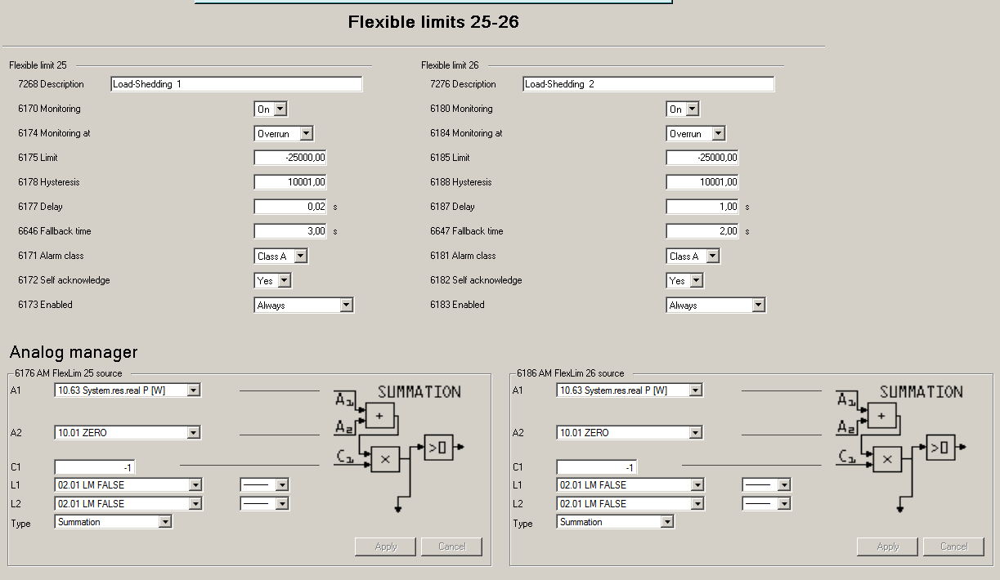 Flexible limits 25-26
Flexible limit 25
7268 Description Load-Shedding 1
6170 Monitoring On
6174 Monitoring at Overrun
6175 Limit -25000,00
6178 Hysteresis 10001,00
6177 Delay 0,02 s
6646 Fallback time 3,00 s
6171 Alarm class Class A
6172 Self acknowledge Yes
6173 Enabled Always
Flexible limit 26
7276 Description Load-Shedding 2
6180 Monitoring On
6184 Monitoring at Overrun
6185 Limit -25000,00
6188 Hysteresis 10001,00
6187 Delay 1,00 s
6647 Fallback time 2,00 s
6181 Alarm class Class A
6182 Self acknowledge Yes
6183 Enabled Always
Analog manager
6176 AM FlexLim 25 source
A1 10.63 System.res.real P [W]
A2 10.01 ZERO
C1 -1
L1 02.01 LM FALSE
L2 02.01 LM FALSE
Type Summation
SUMMATION
A1
+
A2
>0
C1
×
Apply Cancel
6186 AM FlexLim 26 source
A1 10.63 System.res.real P [W]
A2 10.01 ZERO
C1 -1
L1 02.01 LM FALSE
L2 02.01 LM FALSE
Type Summation
SUMMATION
A1
+
A2
>0
C1
×
Apply Cancel